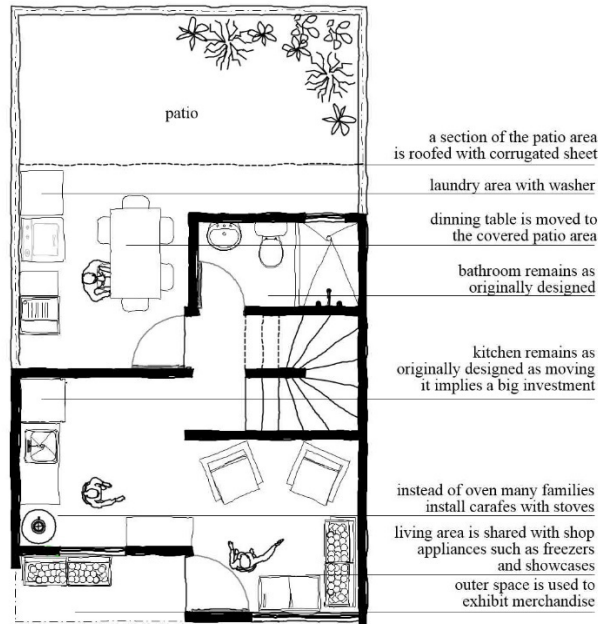 patio
a section of the patio area
is roofed with corrugated sheet
laundry area with washer
dinning table is moved to
the covered patio area
bathroom remains as
originally designed
kitchen remains as
originally designed as moving
it implies a big investment
instead of oven many families
install carafes with stoves
living area is shared with shop
appliances such as freezers
and showcases
outer space is used to
exhibit merchandise